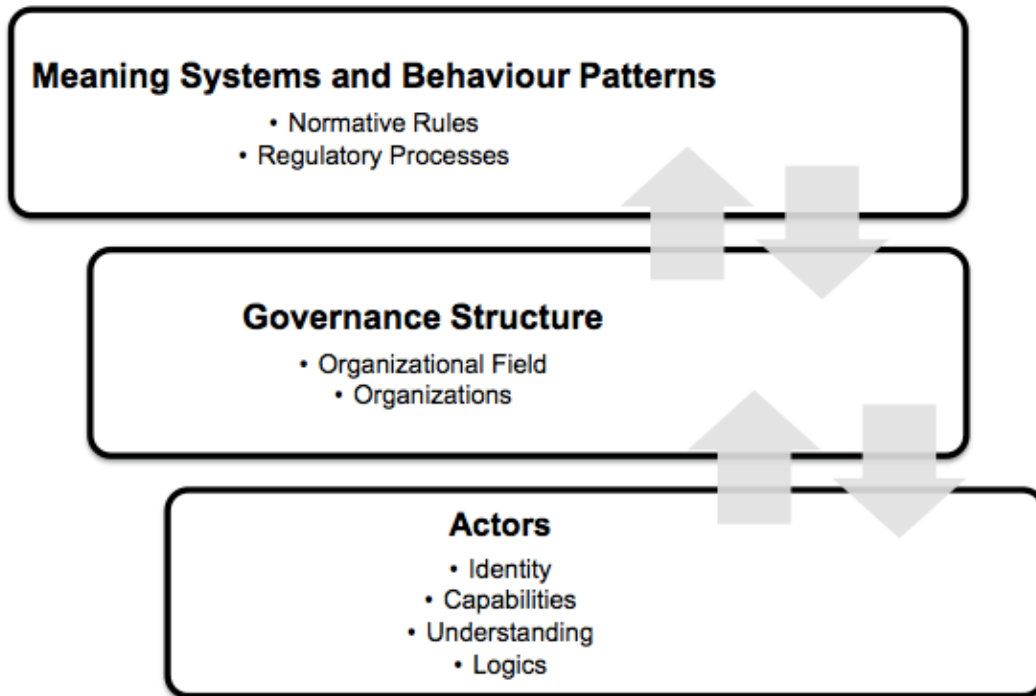 Meaning Systems and Behaviour Patterns
• Normative Rules
• Regulatory Processes
Governance Structure
• Organizational Field
• Organizations
Actors
• Identity
• Capabilities
• Understanding
• Logics